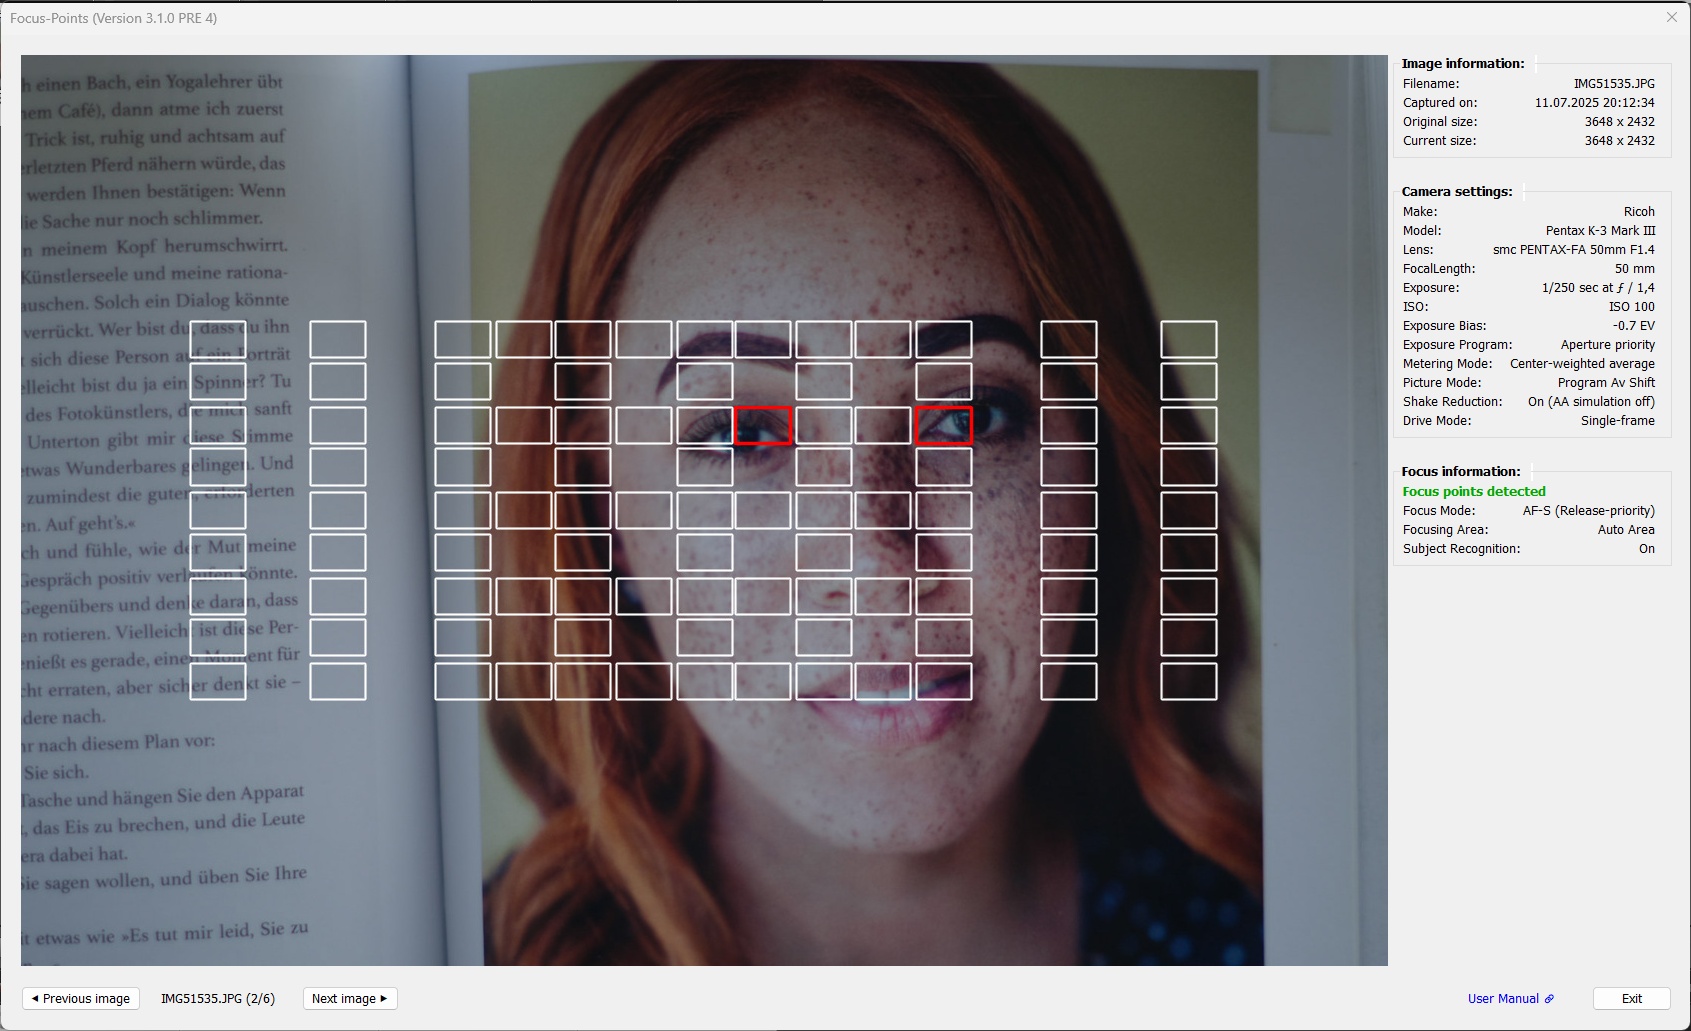 Focus-Points (Version 3.1.0 PRE 4)
h einen Bach, ein Yogalehrer übt
nem Café), dann atme ich zuerst
Trick ist, ruhig und achtsam auf
erletzten Pferd nähern würde, das
werden Ihnen bestätigen: Wenn
lie Sache nur noch schlimmer.
n meinem Kopf herumschwirrt.
Künstlerseele und meine rationa-
auschen. Solch ein Dialog könnte
verrückt. Wer bist du, dass du ihn
t sich diese Person auf ein Porträt
elleicht bist du ja ein Spinner? Tu
des Fotokünstlers, die mich sanft
Unterton gibt mir diese Stimme
etwas Wunderbares gelingen. Und
zumindest die guten, erforderten
en. Auf geht's.«
ch und fühle, wie der Mut meine
Gespräch positiv verlaufen könnte.
Gegenübers und denke daran, dass
en rotieren. Vielleicht ist diese Per-
enießt es gerade, einen Moment für
cht erraten, aber sicher denkt sie –
dere nach.
r nach diesem Plan vor:
Sie sich.
Tasche und hängen Sie den Apparat
, das Eis zu brechen, und die Leute
era dabei hat.
Sie sagen wollen, und üben Sie Ihre
it etwas wie »Es tut mir leid, Sie zu
Image information:
Filename: IMG51535.JPG
Captured on: 11.07.2025 20:12:34
Original size: 3648 x 2432
Current size: 3648 x 2432
Camera settings:
Make: Ricoh
Model: Pentax K-3 Mark III
Lens: smc PENTAX-FA 50mm F1.4
FocalLength: 50 mm
Exposure: 1/250 sec at ƒ / 1,4
ISO: ISO 100
Exposure Bias: -0.7 EV
Exposure Program: Aperture priority
Metering Mode: Center-weighted average
Picture Mode: Program Av Shift
Shake Reduction: On (AA simulation off)
Drive Mode: Single-frame
Focus information:
Focus points detected
Focus Mode: AF-S (Release-priority)
Focusing Area: Auto Area
Subject Recognition: On
Previous image IMG51535.JPG (2/6) Next image
User Manual
Exit